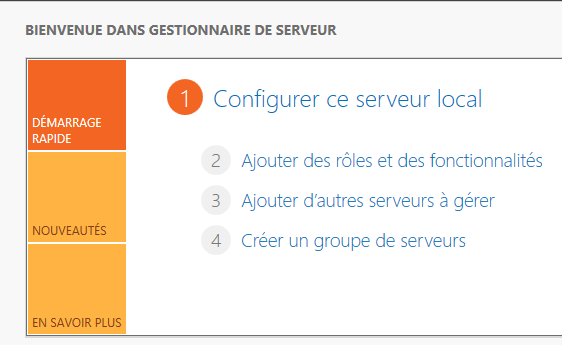 BIENVENUE DANS GESTIONNAIRE DE SERVEUR
DÉMARRAGE
RAPIDE
NOUVEAUTÉS
EN SAVOIR PLUS
1 Configurer ce serveur local
2 Ajouter des rôles et des fonctionnalités
3 Ajouter d’autres serveurs à gérer
4 Créer un groupe de serveurs